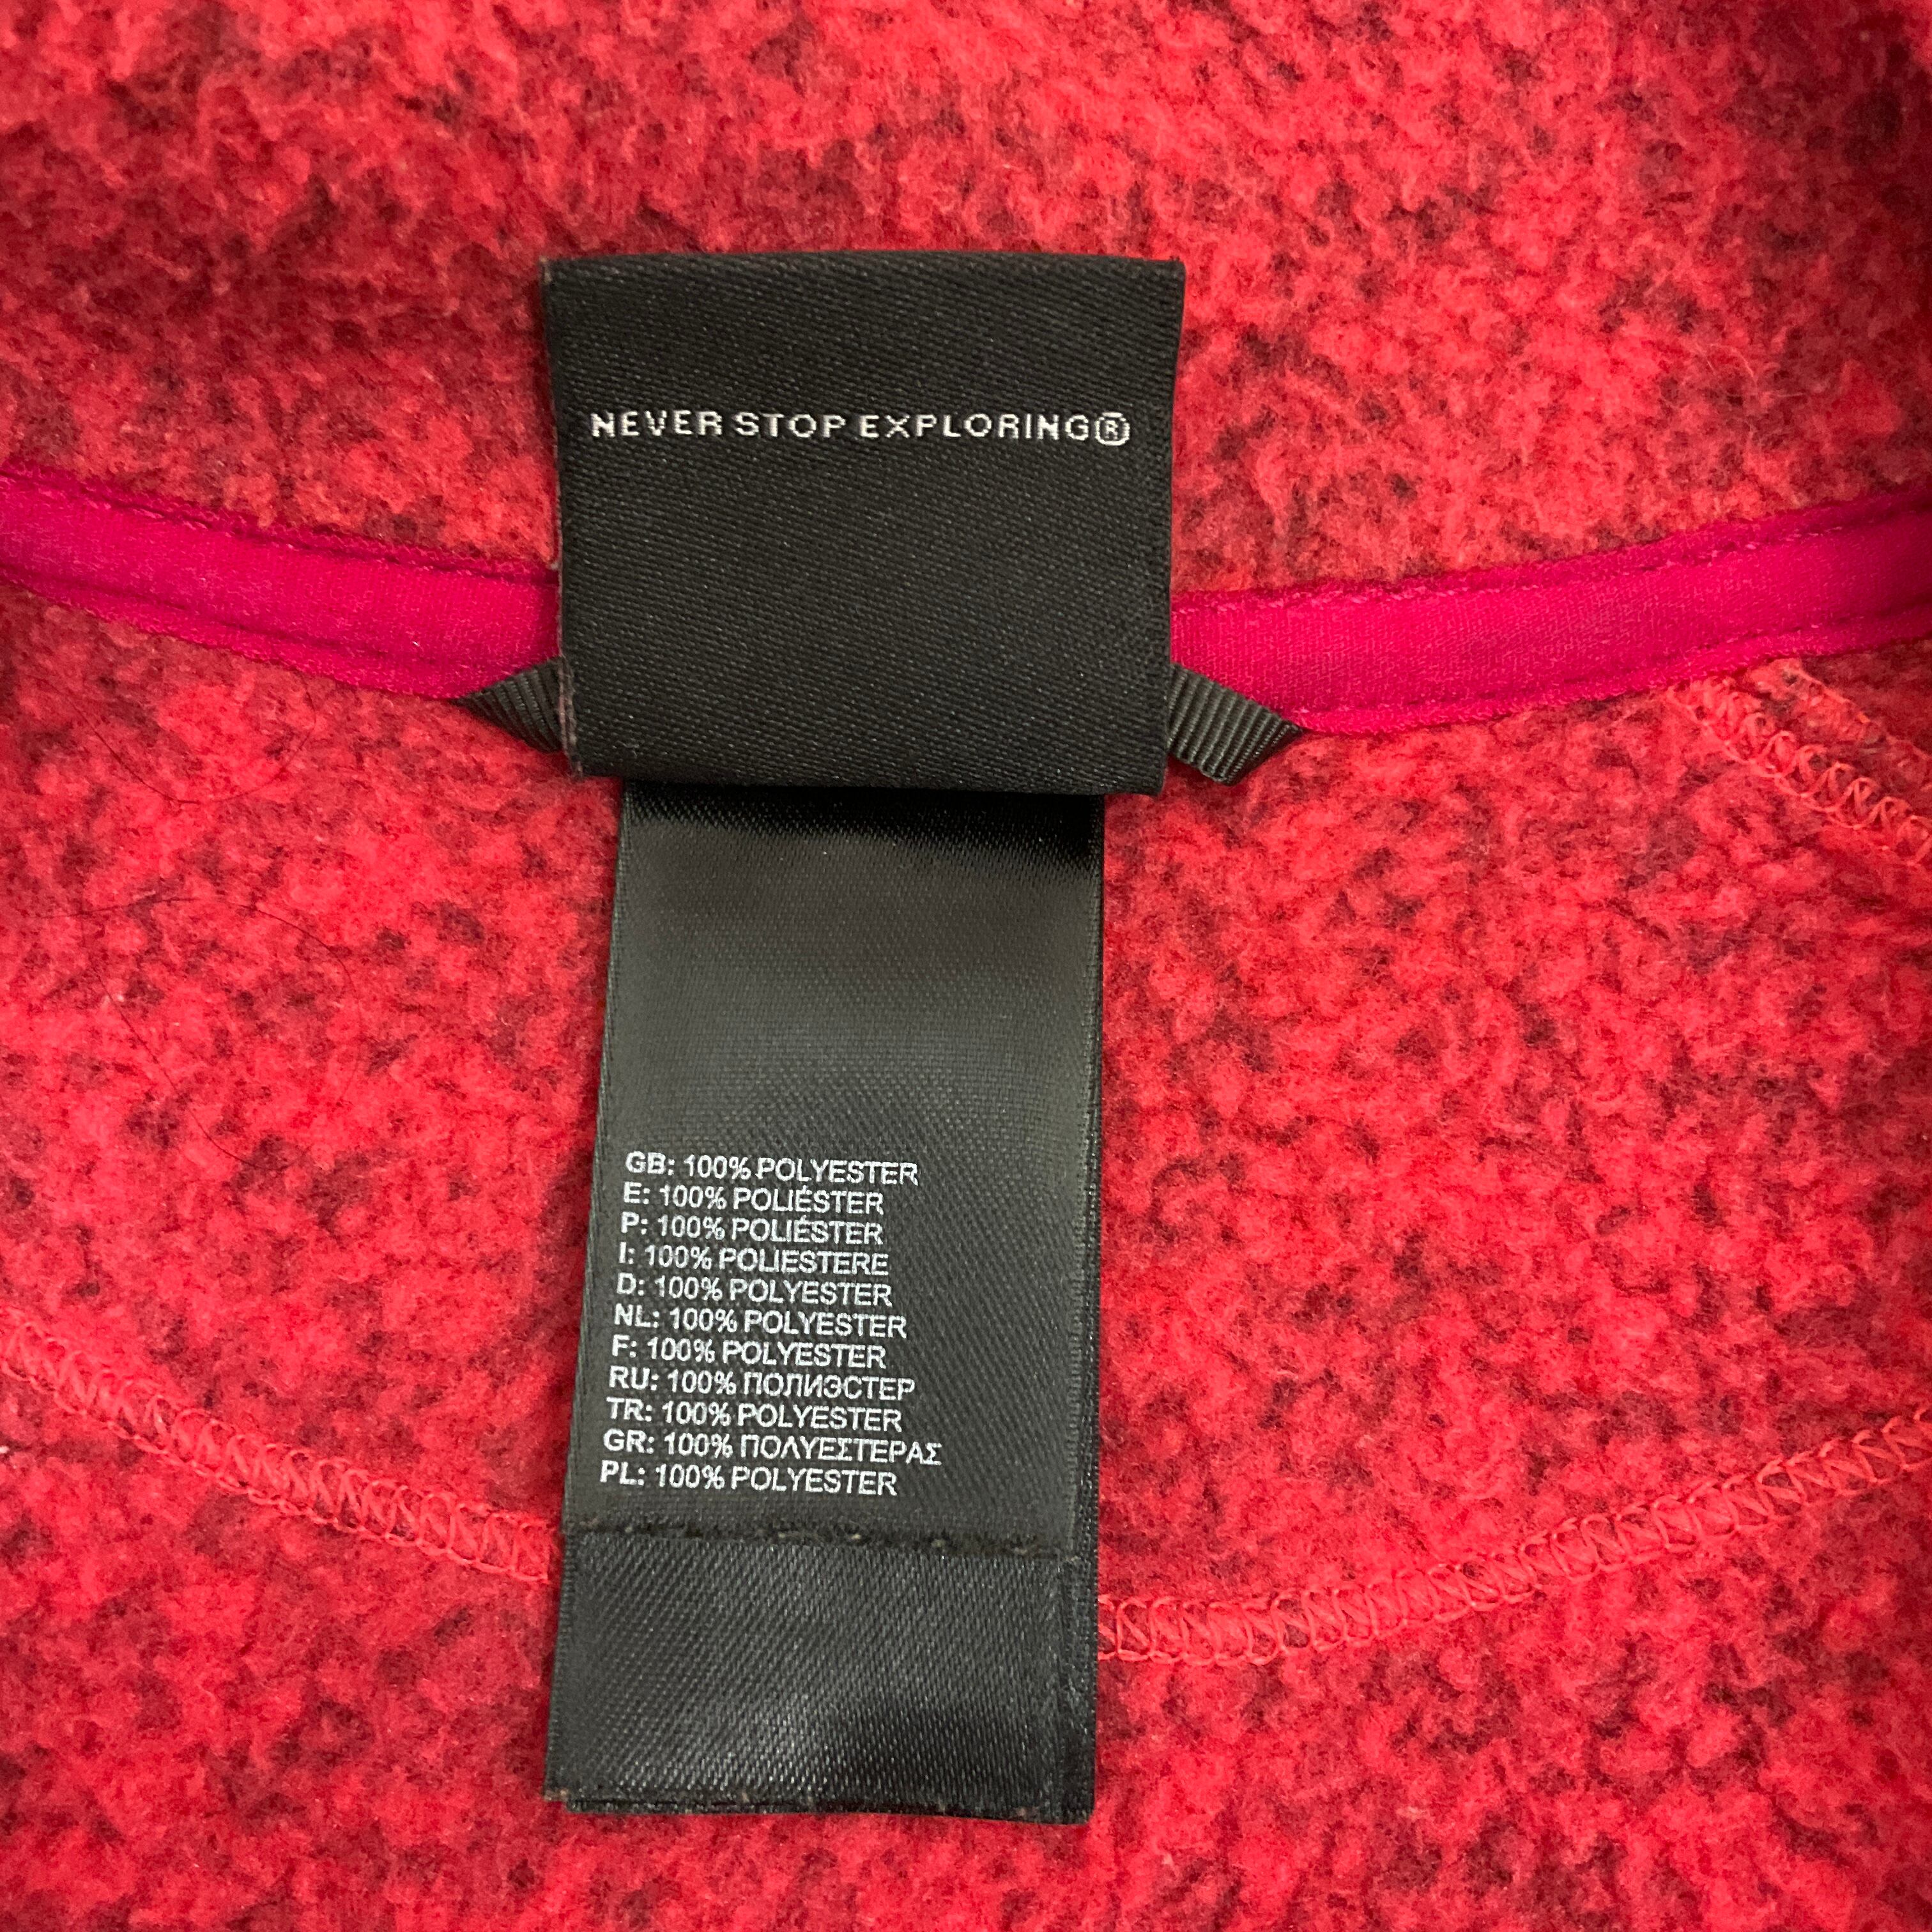 NEVER STOP EXPLORING®
GB: 100% POLYESTER
E: 100% POLIÉSTER
P: 100% POLIÉSTER
I: 100% POLIESTERE
D: 100% POLYESTER
NL: 100% POLYESTER
F: 100% POLYESTER
RU: 100% ПОЛИЭСТЕР
TR: 100% POLYESTER
GR: 100% ΠΟΛΥΕΣΤΕΡΑΣ
PL: 100% POLYESTER